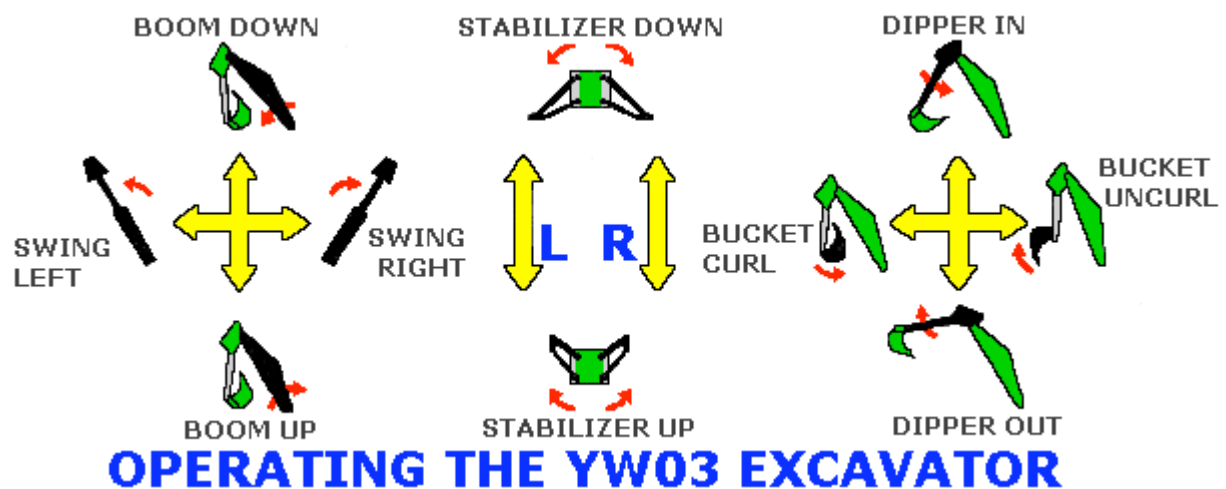 BOOM DOWN
STABILIZER DOWN
DIPPER IN
SWING
LEFT
SWING
RIGHT
L R
BUCKET
CURL
BUCKET
UNCURL
BOOM UP
STABILIZER UP
DIPPER OUT
OPERATING THE YW03 EXCAVATOR